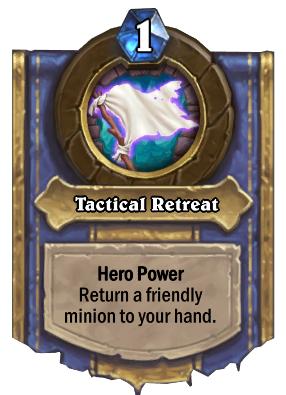 1
Tactical Retreat
Hero Power
Return a friendly
minion to your hand.